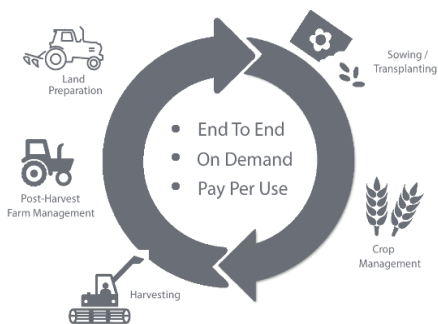 Land
Preparation
Sowing /
Transplanting
• End To End
• On Demand
• Pay Per Use
Post-Harvest
Farm Management
Crop
Management
Harvesting